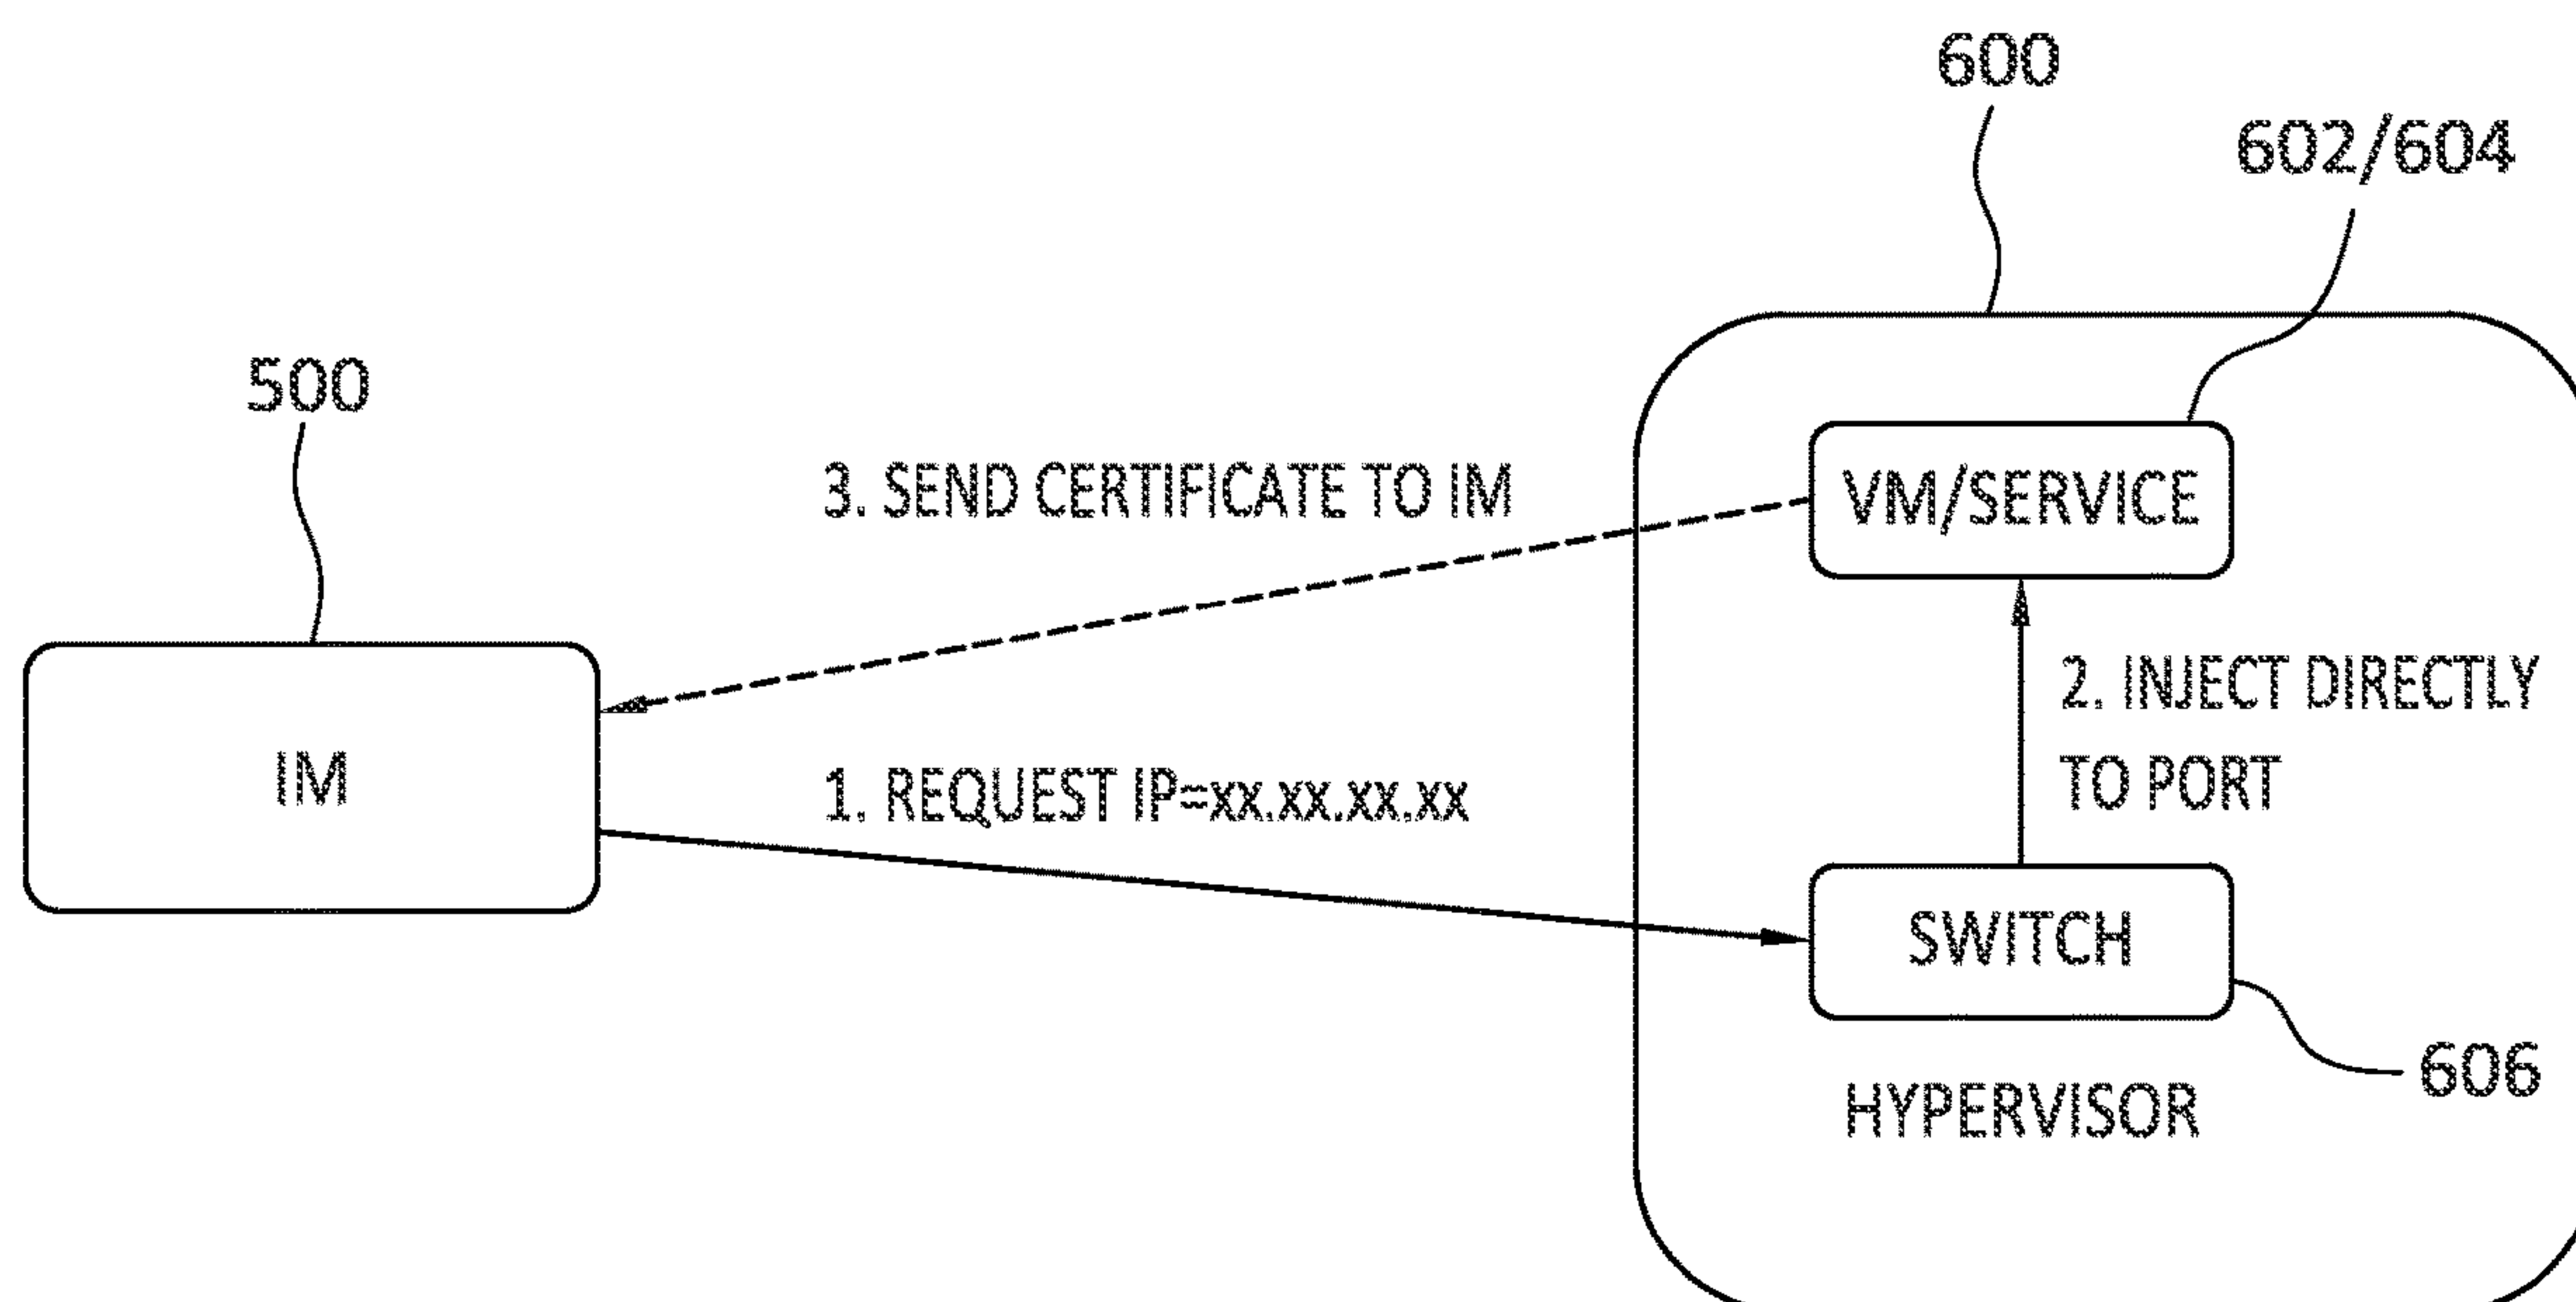 600
602/604
500
3. SEND CERTIFICATE TO IM
VM/SERVICE
2. INJECT DIRECTLY
TO PORT
IM
1. REQUEST IP=xx.xx.xx.xx
SWITCH
606
HYPERVISOR